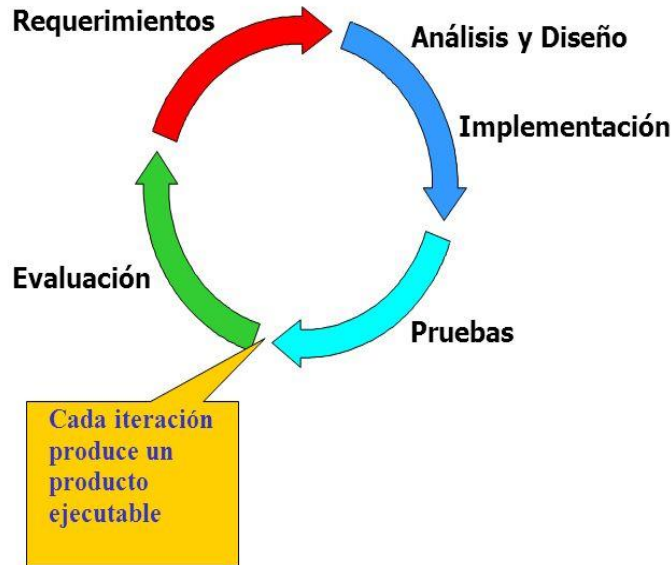 Requerimientos
Análisis y Diseño
Implementación
Evaluación
Pruebas
Cada iteración
produce un
producto
ejecutable